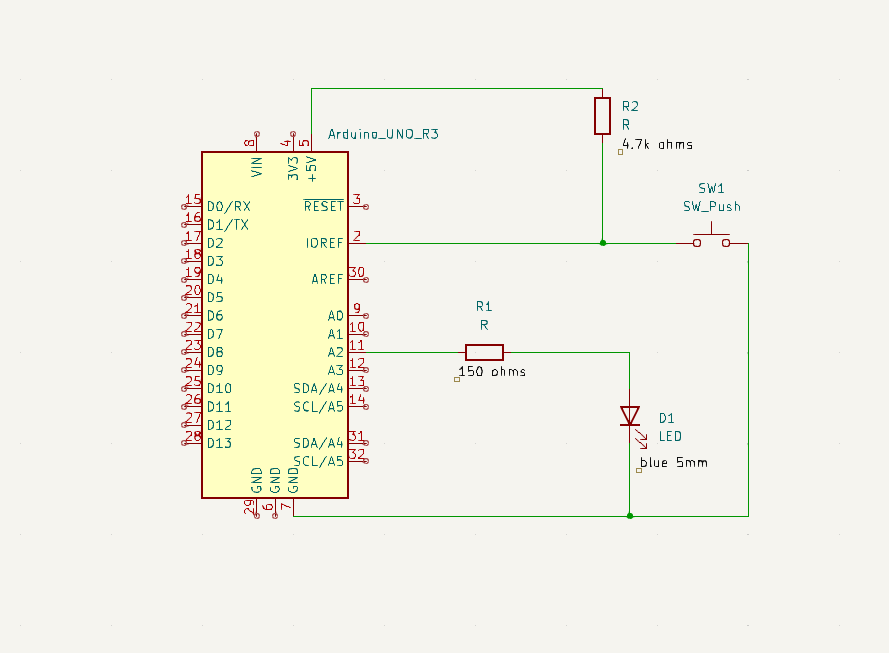 R2
R
4.7k ohms
Arduino_UNO_R3
8
4
5
VIN
3V3
+5V
SW1
SW_Push
15 D0/RX
RESET 3
16 D1/TX
17 D2
IOREF 2
18 D3
19 D4
AREF 30
20 D5
21 D6
A0 9
22 D7
A1 10
23 D8
A2 11
24 D9
A3 12
25 D10
SDA/A4 13
26 D11
SCL/A5 14
27 D12
28 D13
SDA/A4 31
SCL/A5 32
R1
R
150 ohms
D1
LED
blue 5mm
GND
GND
GND
29
6
7